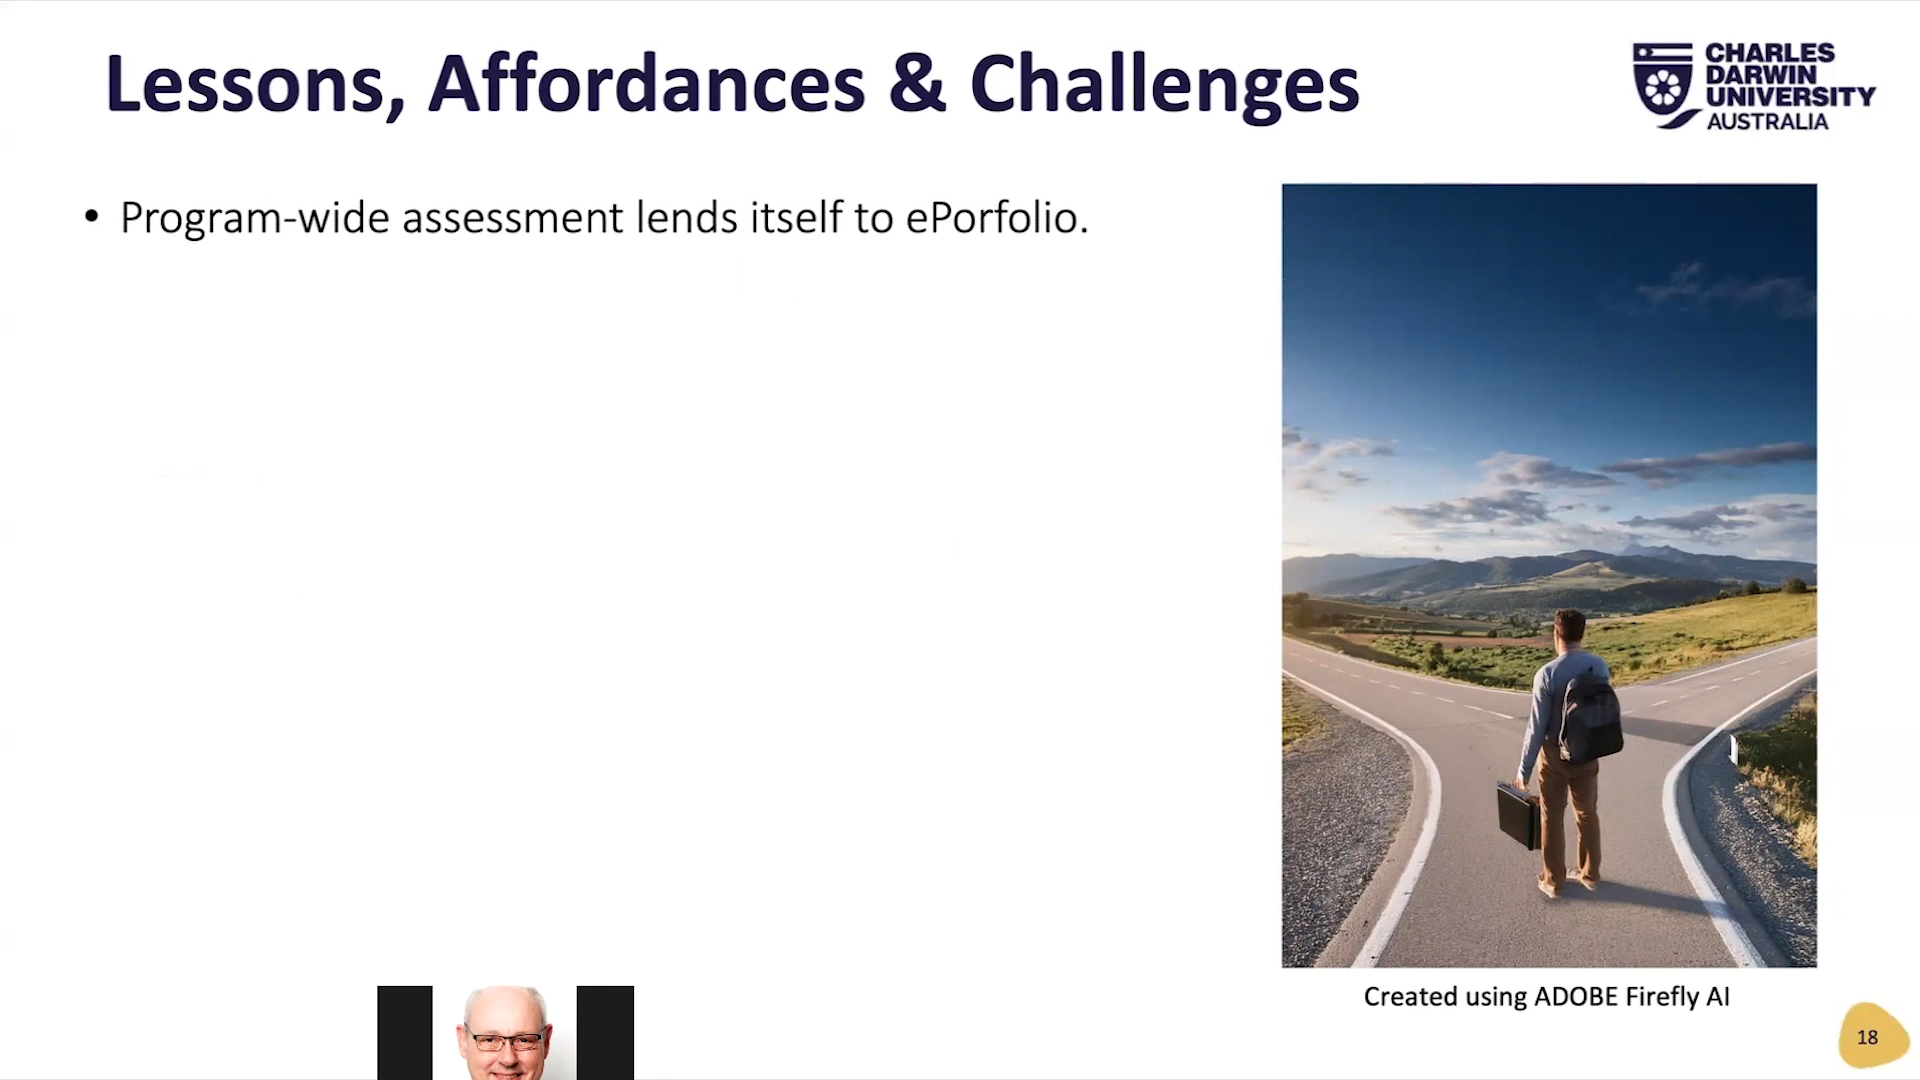 Lessons, Affordances & Challenges
CHARLES
DARWIN
UNIVERSITY
AUSTRALIA
• Program-wide assessment lends itself to ePorfolio.
Created using ADOBE Firefly AI
18